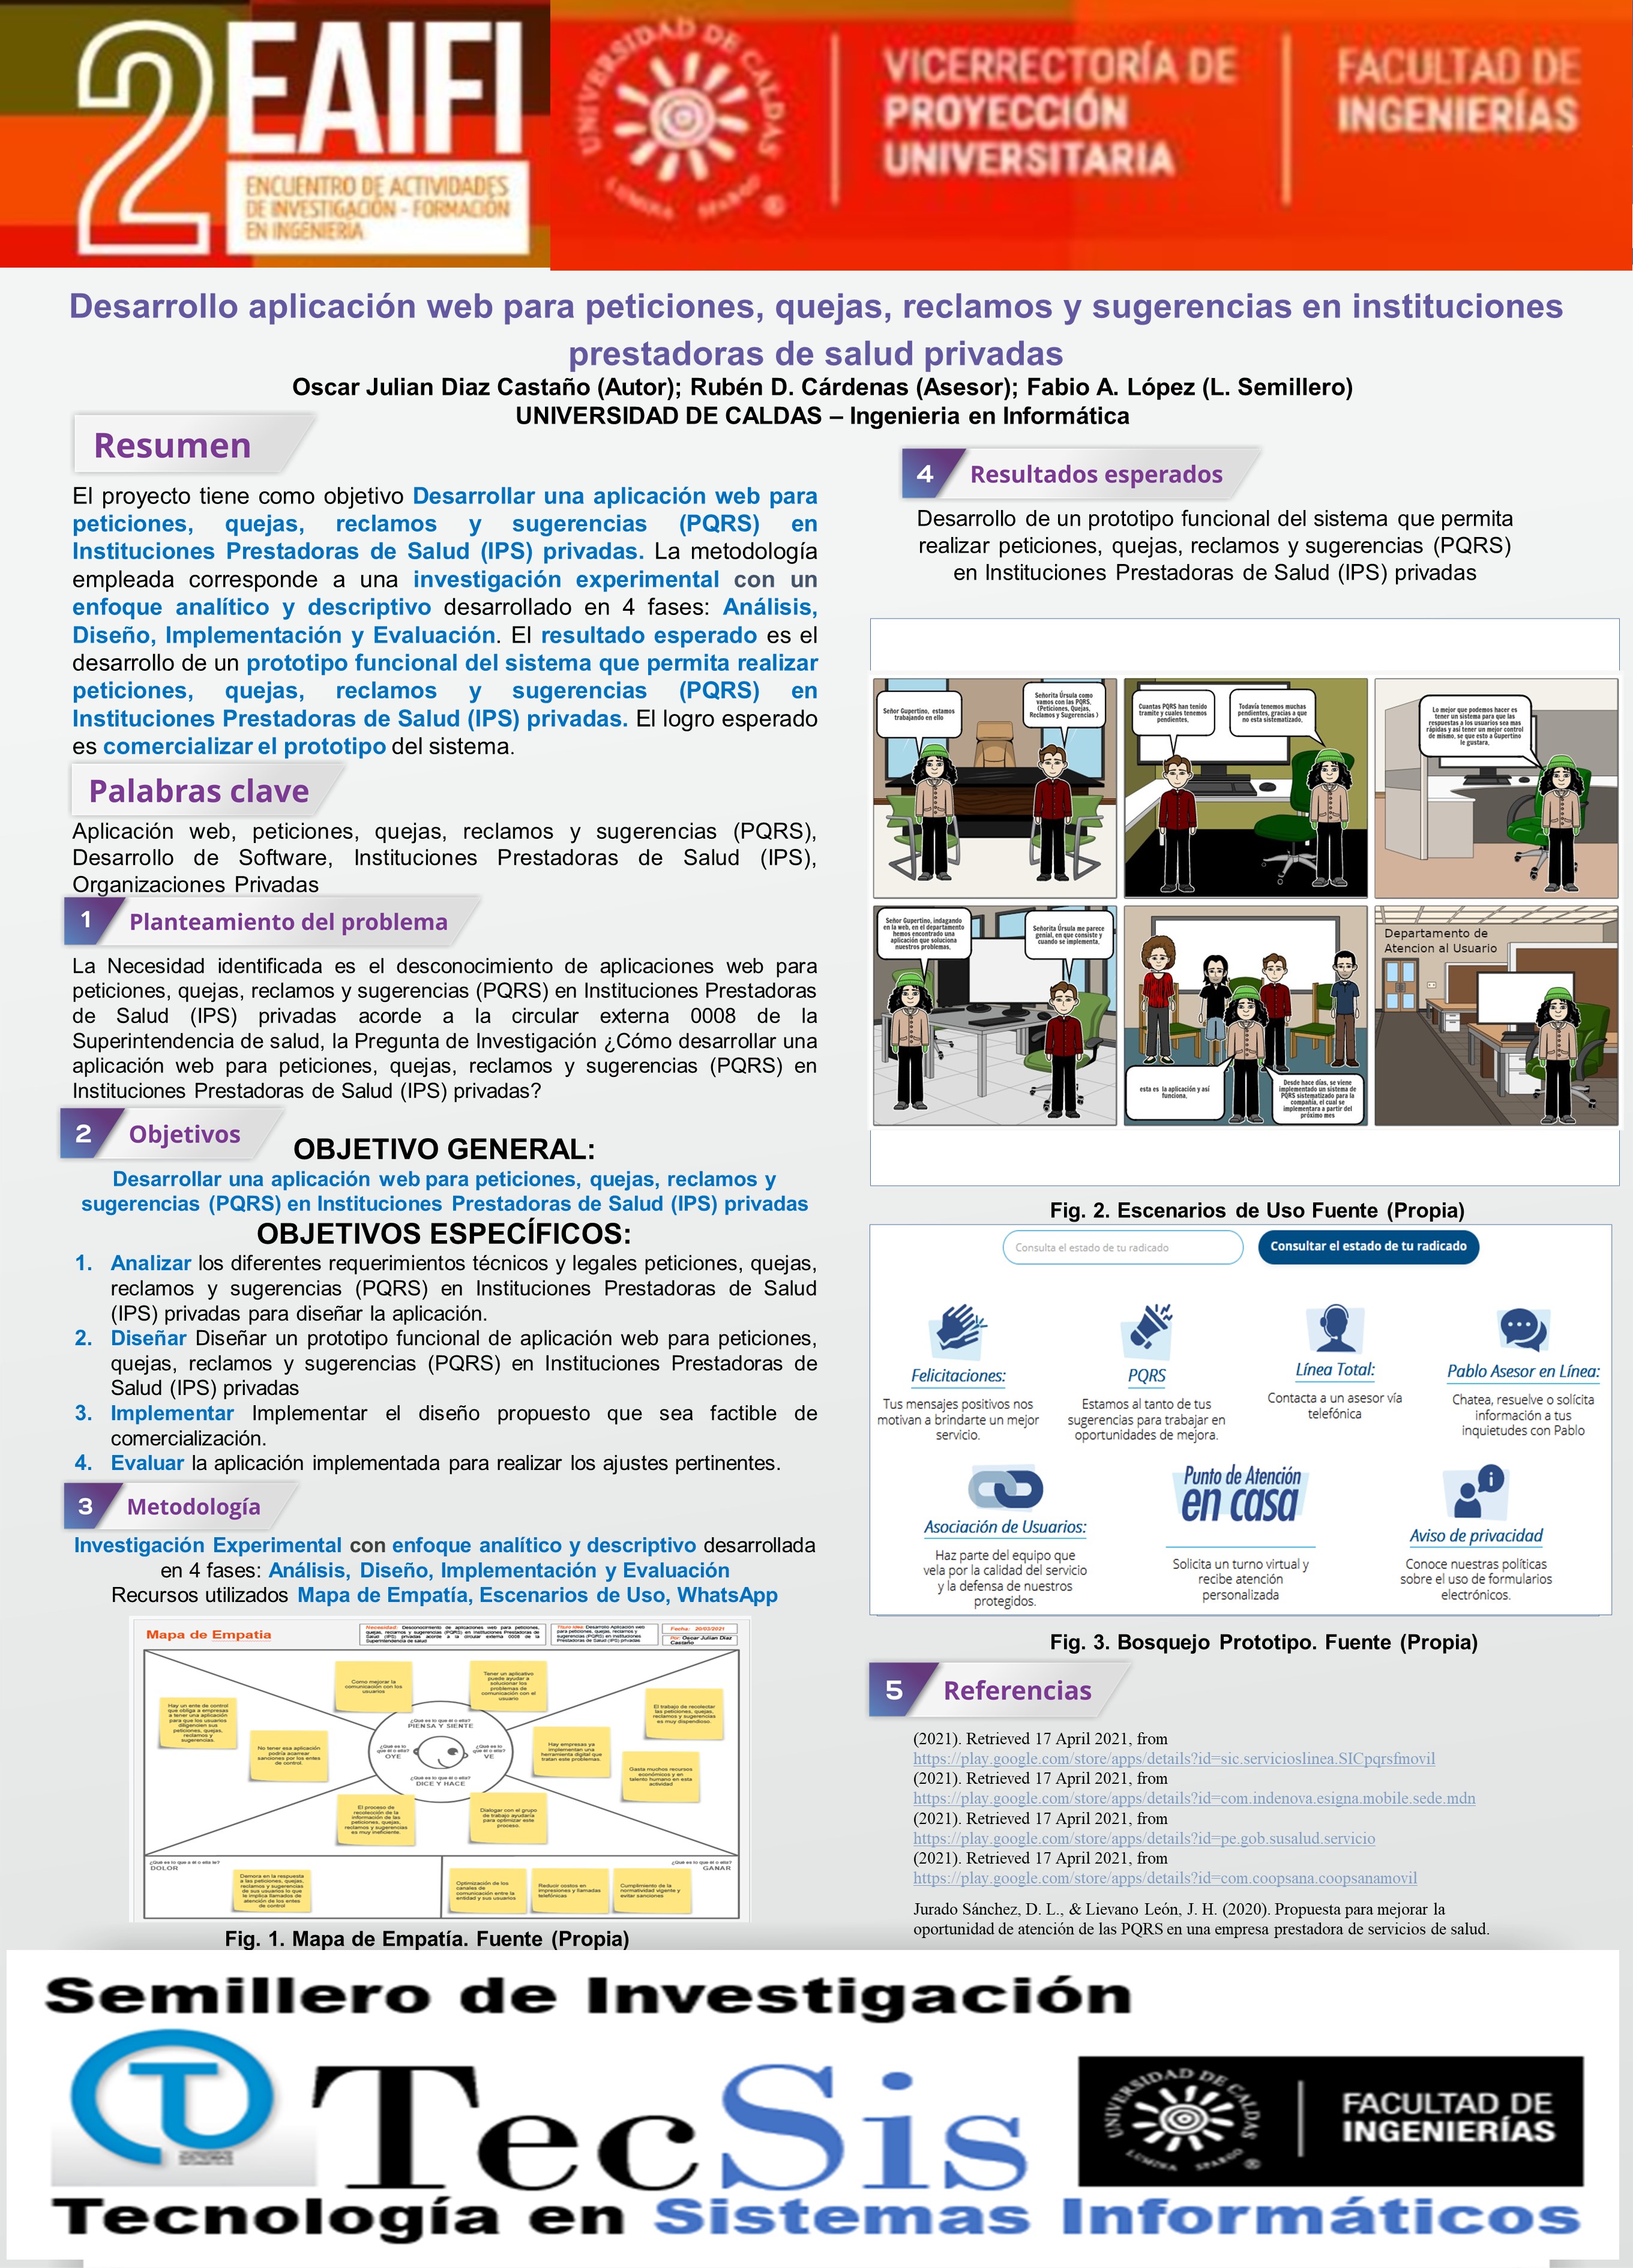 2 EAIFI
ENCUENTRO DE ACTIVIDADES
DE INVESTIGACIÓN - FORMACIÓN
EN INGENIERÍA
UNIVERSIDAD DE CALDAS
LUMINA SPARGO
VICERRECTORÍA DE
PROYECCIÓN
UNIVERSITARIA
FACULTAD DE
INGENIERÍAS
Desarrollo aplicación web para peticiones, quejas, reclamos y sugerencias en instituciones
prestadoras de salud privadas
Oscar Julian Diaz Castaño (Autor); Rubén D. Cárdenas (Asesor); Fabio A. López (L. Semillero)
UNIVERSIDAD DE CALDAS – Ingenieria en Informática
Resumen
El proyecto tiene como objetivo Desarrollar una aplicación web para
peticiones, quejas, reclamos y sugerencias (PQRS) en
Instituciones Prestadoras de Salud (IPS) privadas. La metodología
empleada corresponde a una investigación experimental con un
enfoque analítico y descriptivo desarrollado en 4 fases: Análisis,
Diseño, Implementación y Evaluación. El resultado esperado es el
desarrollo de un prototipo funcional del sistema que permita realizar
peticiones, quejas, reclamos y sugerencias (PQRS) en
Instituciones Prestadoras de Salud (IPS) privadas. El logro esperado
es comercializar el prototipo del sistema.
Palabras clave
Aplicación web, peticiones, quejas, reclamos y sugerencias (PQRS),
Desarrollo de Software, Instituciones Prestadoras de Salud (IPS),
Organizaciones Privadas
1 Planteamiento del problema
La Necesidad identificada es el desconocimiento de aplicaciones web para
peticiones, quejas, reclamos y sugerencias (PQRS) en Instituciones Prestadoras
de Salud (IPS) privadas acorde a la circular externa 0008 de la
Superintendencia de salud, la Pregunta de Investigación ¿Cómo desarrollar una
aplicación web para peticiones, quejas, reclamos y sugerencias (PQRS) en
Instituciones Prestadoras de Salud (IPS) privadas?
2 Objetivos
OBJETIVO GENERAL:
Desarrollar una aplicación web para peticiones, quejas, reclamos y
sugerencias (PQRS) en Instituciones Prestadoras de Salud (IPS) privadas
OBJETIVOS ESPECÍFICOS:
1. Analizar los diferentes requerimientos técnicos y legales peticiones, quejas,
reclamos y sugerencias (PQRS) en Instituciones Prestadoras de Salud
(IPS) privadas para diseñar la aplicación.
2. Diseñar Diseñar un prototipo funcional de aplicación web para peticiones,
quejas, reclamos y sugerencias (PQRS) en Instituciones Prestadoras de
Salud (IPS) privadas
3. Implementar Implementar el diseño propuesto que sea factible de
comercialización.
4. Evaluar la aplicación implementada para realizar los ajustes pertinentes.
3 Metodología
Investigación Experimental con enfoque analítico y descriptivo desarrollada
en 4 fases: Análisis, Diseño, Implementación y Evaluación
Recursos utilizados Mapa de Empatía, Escenarios de Uso, WhatsApp
Mapa de Empatia
Necesidad: Desconocimiento de aplicaciones web para peticiones,
quejas, reclamos y sugerencias (PQRS) en Instituciones Prestadoras de
Salud (IPS) privadas acorde a la circular externa 0008 de la
Superintendencia de salud
Titulo idea: Desarrollo Aplicación web
para peticiones, quejas, reclamos y
sugerencias (PQRS) en Instituciones
Prestadoras de Salud (IPS) privadas
Fecha: 20/03/2021
Por: Oscar Julian Diaz
Castaño
Hay un ente de control
que obliga a empresas
a tener una aplicación
para que los usuarios
diligencien sus
peticiones, quejas,
reclamos y
sugerencias.
No tener esa aplicación
podría acarrear
sanciones por los entes
de control.
Como mejorar la
comunicación con los
usuarios
Tener un aplicativo
puede ayudar a
solucionar los
problemas de
comunicación con el
usuario
Hay empresas ya
implementan una
herramienta digital que
tratan este problemas.
El trabajo de recolectar
las peticiones, quejas,
reclamos y sugerencias
es muy dispendioso.
Gasta muchos recursos
económicos y en
talento humano en esta
actividad
¿Qué es lo que él o ella?
PIENSA Y SIENTE
¿Qué es lo
que él o ella?
OYE
¿Qué es lo
que él o ella?
VE
¿Qué es lo que él o ella?
DICE Y HACE
El proceso de
recolección de la
información de las
peticiones, quejas,
reclamos y sugerencias
es muy ineficiente.
Dialogar con el grupo
de trabajo ayudaría
para optimizar este
proceso.
DOLOR
Demora en la respuesta
a las peticiones, quejas,
reclamos y sugerencias
de sus usuarios lo que
le implica llamados de
atención de los entes
de control
¿Qué es lo que él o ella?
GANAR
Optimización de los
canales de
comunicación entre la
entidad y sus usuarios
Reducir costos en
impresiones y llamadas
telefónicas
Cumplimiento de la
normatividad vigente y
evitar sanciones
Fig. 1. Mapa de Empatía. Fuente (Propia)
4 Resultados esperados
Desarrollo de un prototipo funcional del sistema que permita
realizar peticiones, quejas, reclamos y sugerencias (PQRS)
en Instituciones Prestadoras de Salud (IPS) privadas
Señor Gupertino, estamos
trabajando en ello
Señorita Úrsula como
vamos con las PQRS,
(Peticiones, Quejas,
Reclamos y Sugerencias )
Cuantas PQRS han tenido
tramite y cuales tenemos
pendientes,
Todavía tenemos muchas
pendientes, gracias a que
no esta sistematizado,
Lo mejor que podemos hacer es
tener un sistema para que las
respuestas a los usuarios sea mas
rápidas y así tener un mejor control
de mismo, se que esto a Gupertino
le gustara,
Señor Gupertino, indagando
en la web, en el departamento
hemos encontrado una
aplicación que soluciona
nuestros problemas,
Señorita Úrsula me parece
genial, en que consiste y
cuando se implementa,
esta es la aplicación y así
funciona,
Desde hace días, se viene
implementado un sistema de
PQRS sistematizado para la
compañía, el cual se
implementara a partir del
próximo mes
Departamento de
Atencion al Usuario
Fig. 2. Escenarios de Uso Fuente (Propia)
Consulta el estado de tu radicado
Consultar el estado de tu radicado
Felicitaciones:
Tus mensajes positivos nos
motivan a brindarte un mejor
servicio.
PQRS
Estamos al tanto de tus
sugerencias para trabajar en
oportunidades de mejora.
Línea Total:
Contacta a un asesor vía
telefónica
Pablo Asesor en Línea:
Chatea, resuelve o solícita
información a tus
inquietudes con Pablo
Asociación de Usuarios:
Haz parte del equipo que
vela por la calidad del servicio
y la defensa de nuestros
protegidos.
Punto de Atención
en casa
Solicita un turno virtual y
recibe atención
personalizada
Aviso de privacidad
Conoce nuestras políticas
sobre el uso de formularios
electrónicos.
Fig. 3. Bosquejo Prototipo. Fuente (Propia)
5 Referencias
(2021). Retrieved 17 April 2021, from
https://play.google.com/store/apps/details?id=sic.servicioslinea.SICpqrsfmovil
(2021). Retrieved 17 April 2021, from
https://play.google.com/store/apps/details?id=com.indenova.esigna.mobile.sede.mdn
(2021). Retrieved 17 April 2021, from
https://play.google.com/store/apps/details?id=pe.gob.susalud.servicio
(2021). Retrieved 17 April 2021, from
https://play.google.com/store/apps/details?id=com.coopsana.coopsanamovil
Jurado Sánchez, D. L., & Lievano León, J. H. (2020). Propuesta para mejorar la
oportunidad de atención de las PQRS en una empresa prestadora de servicios de salud.
Semillero de Investigación
TecSis
Tecnología en Sistemas Informáticos
UNIVERSIDAD DE CALDAS
LUMINA SPARGO
FACULTAD DE
INGENIERÍAS